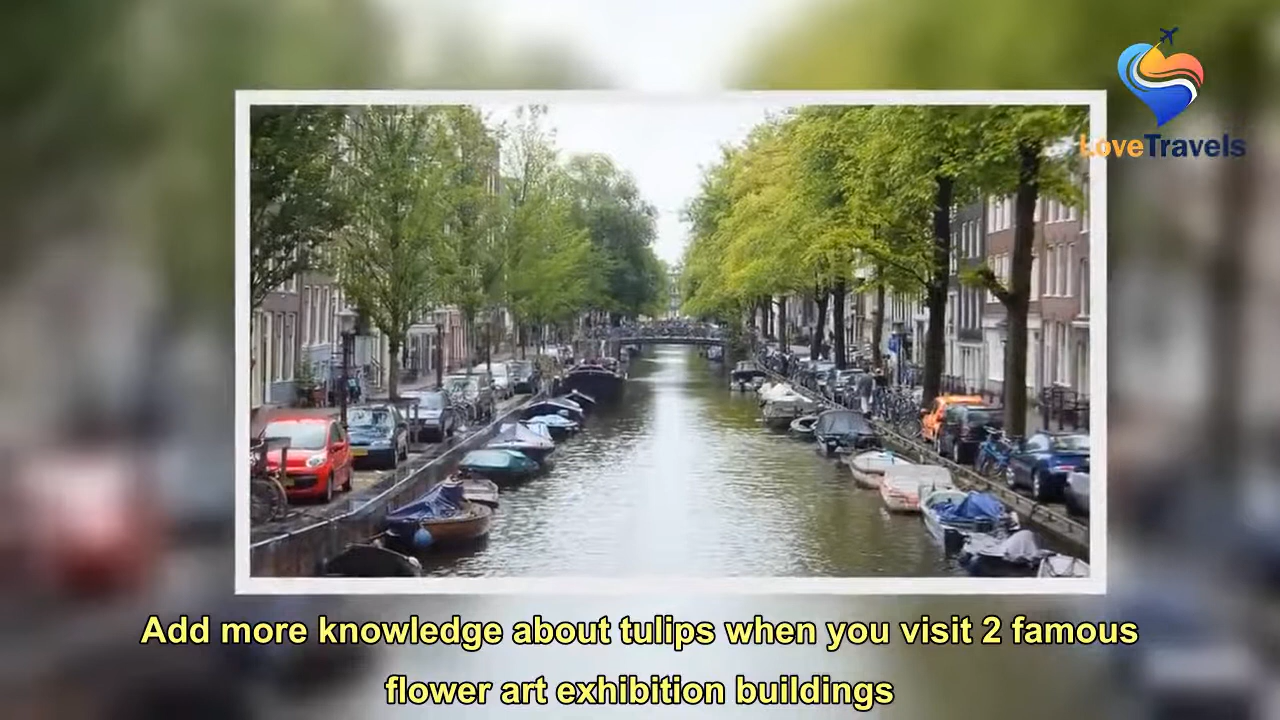 LoveTravels
Add more knowledge about tulips when you visit 2 famous
flower art exhibition buildings